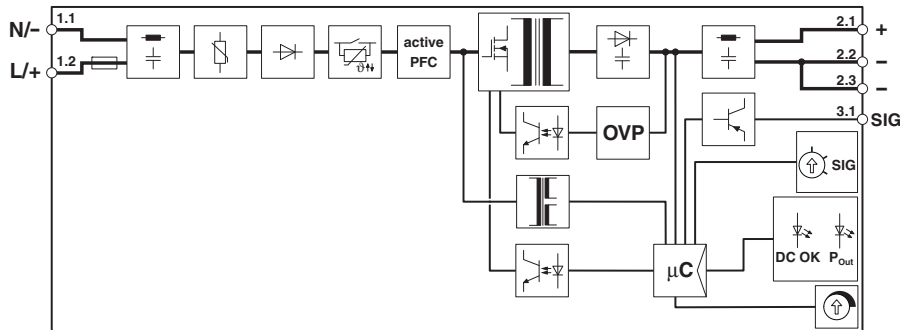 N/–
1.1
L/+
1.2
active
PFC
ϑ
OVP
μC
2.1
+
2.2
–
2.3
–
3.1
SIG
SIG
DC OK
POut